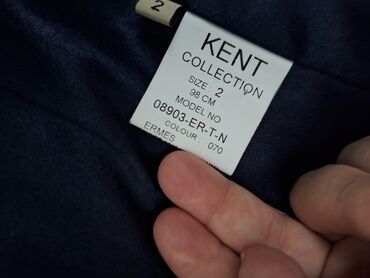 2
KENT
COLLECTION
SIZE : 2
98 CM
MODEL NO
08903-ER-T-N
COLOUR : 070
ERMES